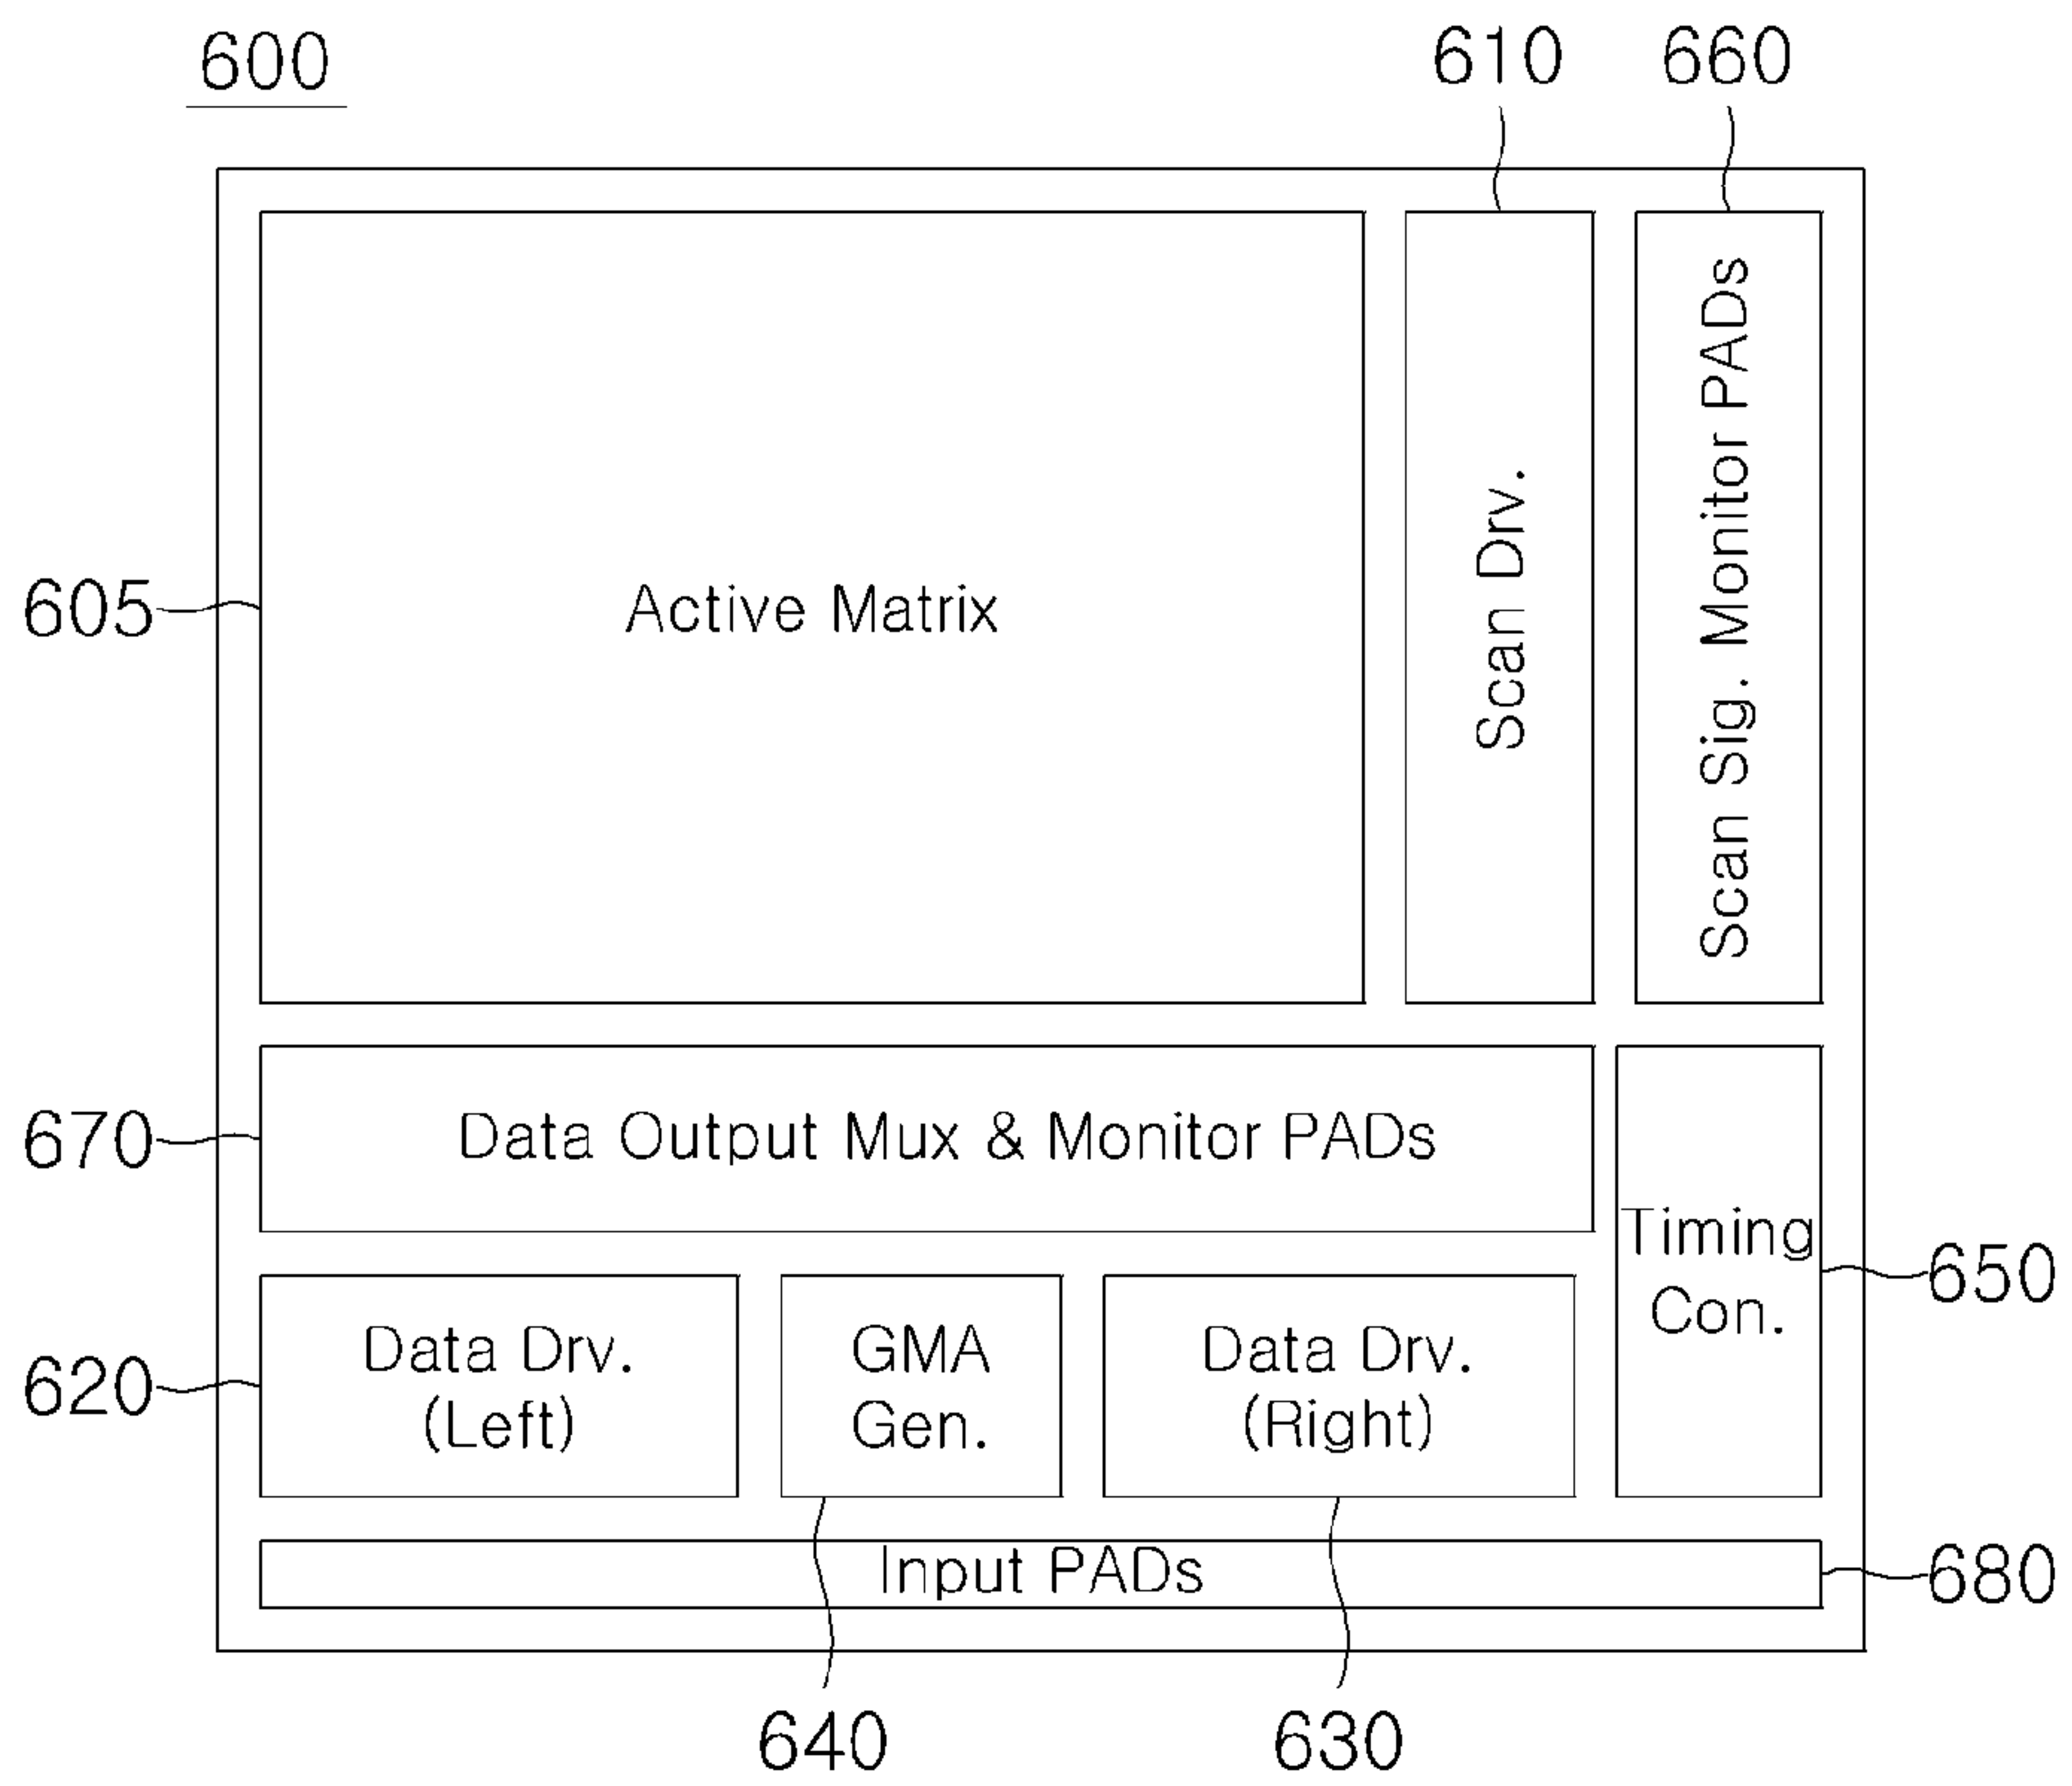 600
610
660
605
Active Matrix
Scan Drv.
Scan Sig. Monitor PADs
670
Data Output Mux & Monitor PADs
Timing
Con.
650
620
Data Drv.
(Left)
GMA
Gen.
Data Drv.
(Right)
Input PADs
680
640
630